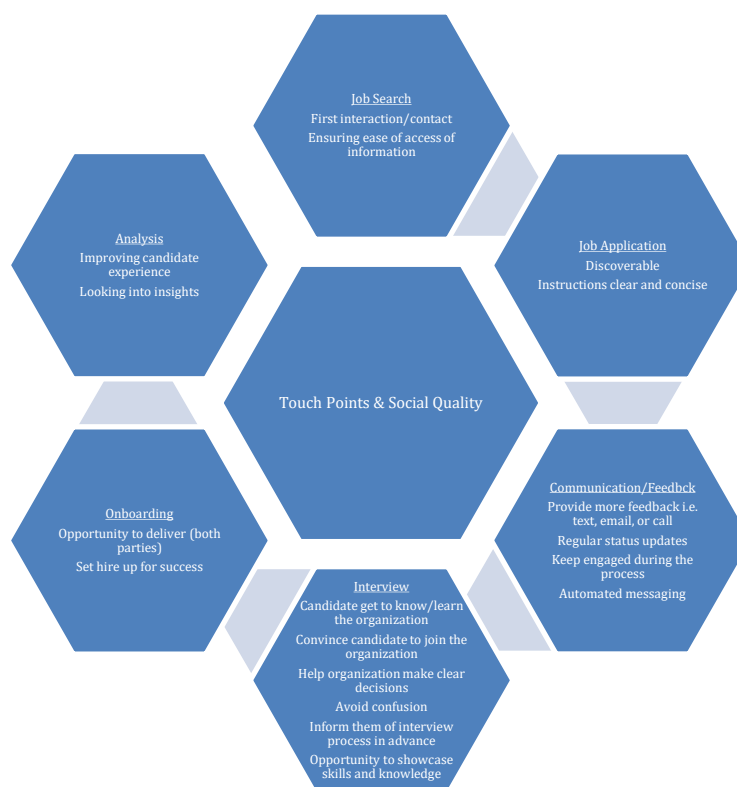 Job Search
First interaction/contact
Ensuring ease of access of
information
Job Application
Discoverable
Instructions clear and concise
Communication/Feedbck
Provide more feedback i.e.
text, email, or call
Regular status updates
Keep engaged during the
process
Automated messaging
Interview
Candidate get to know/learn
the organization
Convince candidate to join the
organization
Help organization make clear
decisions
Avoid confusion
Inform them of interview
process in advance
Opportunity to showcase
skills and knowledge
Onboarding
Opportunity to deliver (both
parties)
Set hire up for success
Analysis
Improving candidate
experience
Looking into insights
Touch Points & Social Quality